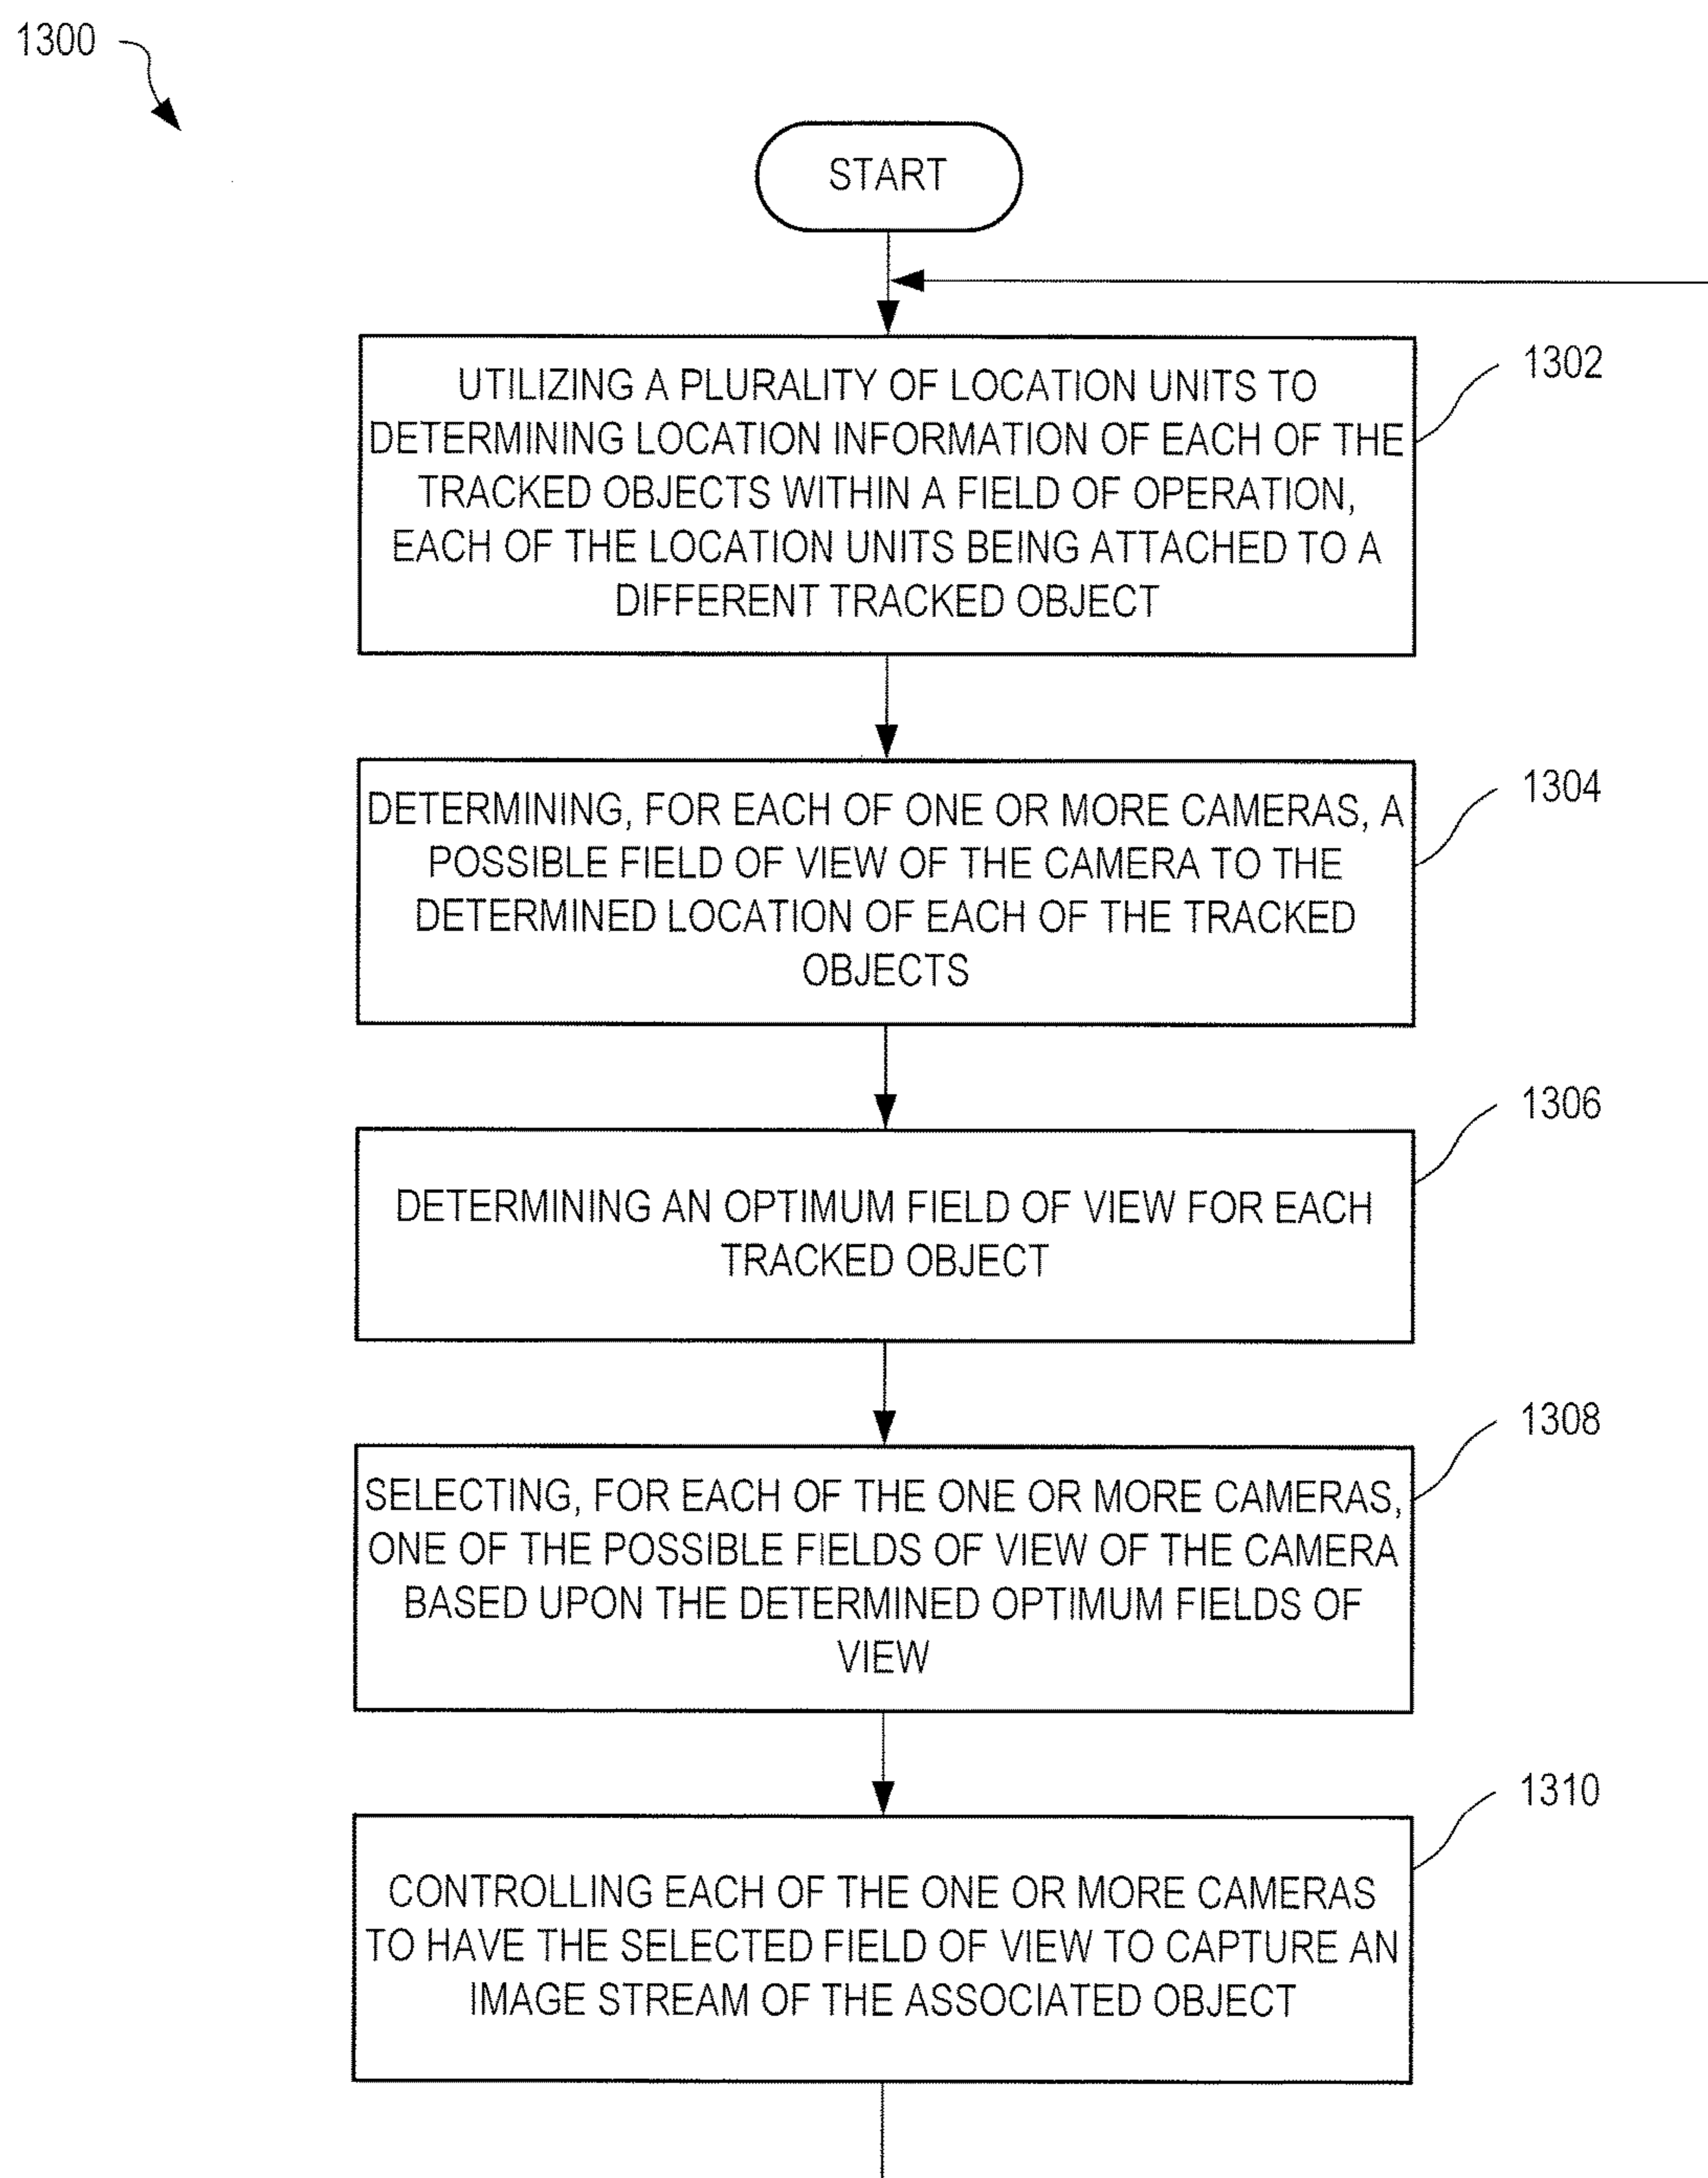 1300
START
1302
UTILIZING A PLURALITY OF LOCATION UNITS TO
DETERMINING LOCATION INFORMATION OF EACH OF THE
TRACKED OBJECTS WITHIN A FIELD OF OPERATION,
EACH OF THE LOCATION UNITS BEING ATTACHED TO A
DIFFERENT TRACKED OBJECT
1304
DETERMINING, FOR EACH OF ONE OR MORE CAMERAS, A
POSSIBLE FIELD OF VIEW OF THE CAMERA TO THE
DETERMINED LOCATION OF EACH OF THE TRACKED
OBJECTS
1306
DETERMINING AN OPTIMUM FIELD OF VIEW FOR EACH
TRACKED OBJECT
1308
SELECTING, FOR EACH OF THE ONE OR MORE CAMERAS,
ONE OF THE POSSIBLE FIELDS OF VIEW OF THE CAMERA
BASED UPON THE DETERMINED OPTIMUM FIELDS OF
VIEW
1310
CONTROLLING EACH OF THE ONE OR MORE CAMERAS
TO HAVE THE SELECTED FIELD OF VIEW TO CAPTURE AN
IMAGE STREAM OF THE ASSOCIATED OBJECT